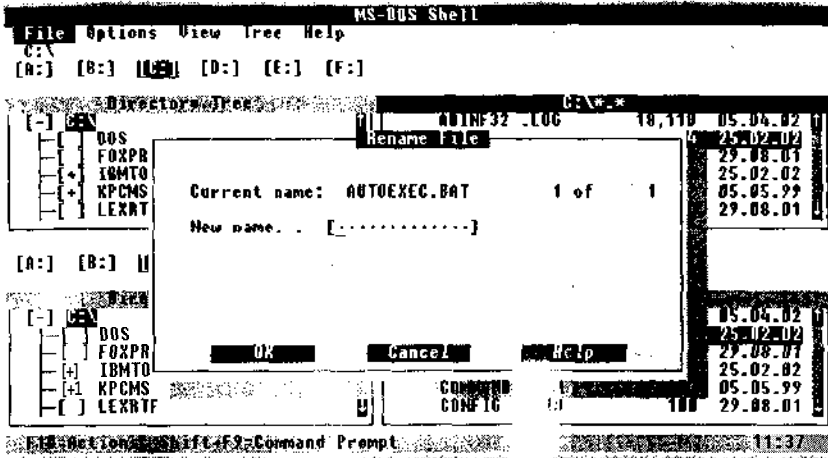 MS-DOS Shell
File Options View Tree Help
C:\
[A:] [B:] [C:] [D:] [E:] [F:]
Directory Tree C:\*.*
[-] C:\ ADINF32 .LOG 18,110 05.04.02
[ ] DOS Rename File 25.02.02
[ ] FOXPR 29.08.01
[+] IBMTO Current name: AUTOEXEC.BAT 1 of 1 25.02.02
[+] KPCMS 05.05.99
[ ] LEXRT New name. . [_............] 29.08.01
[A:] [B:]
[-] C:\ 05.04.02
[ ] DOS 25.02.02
[ ] FOXPR OK Cancel Help 29.08.01
[+] IBMTO 25.02.02
[+] KPCMS COMMAND 05.05.99
[ ] LEXRTF CONFIG 29.08.01
F10=Actions Shift+F9=Command Prompt 11:37